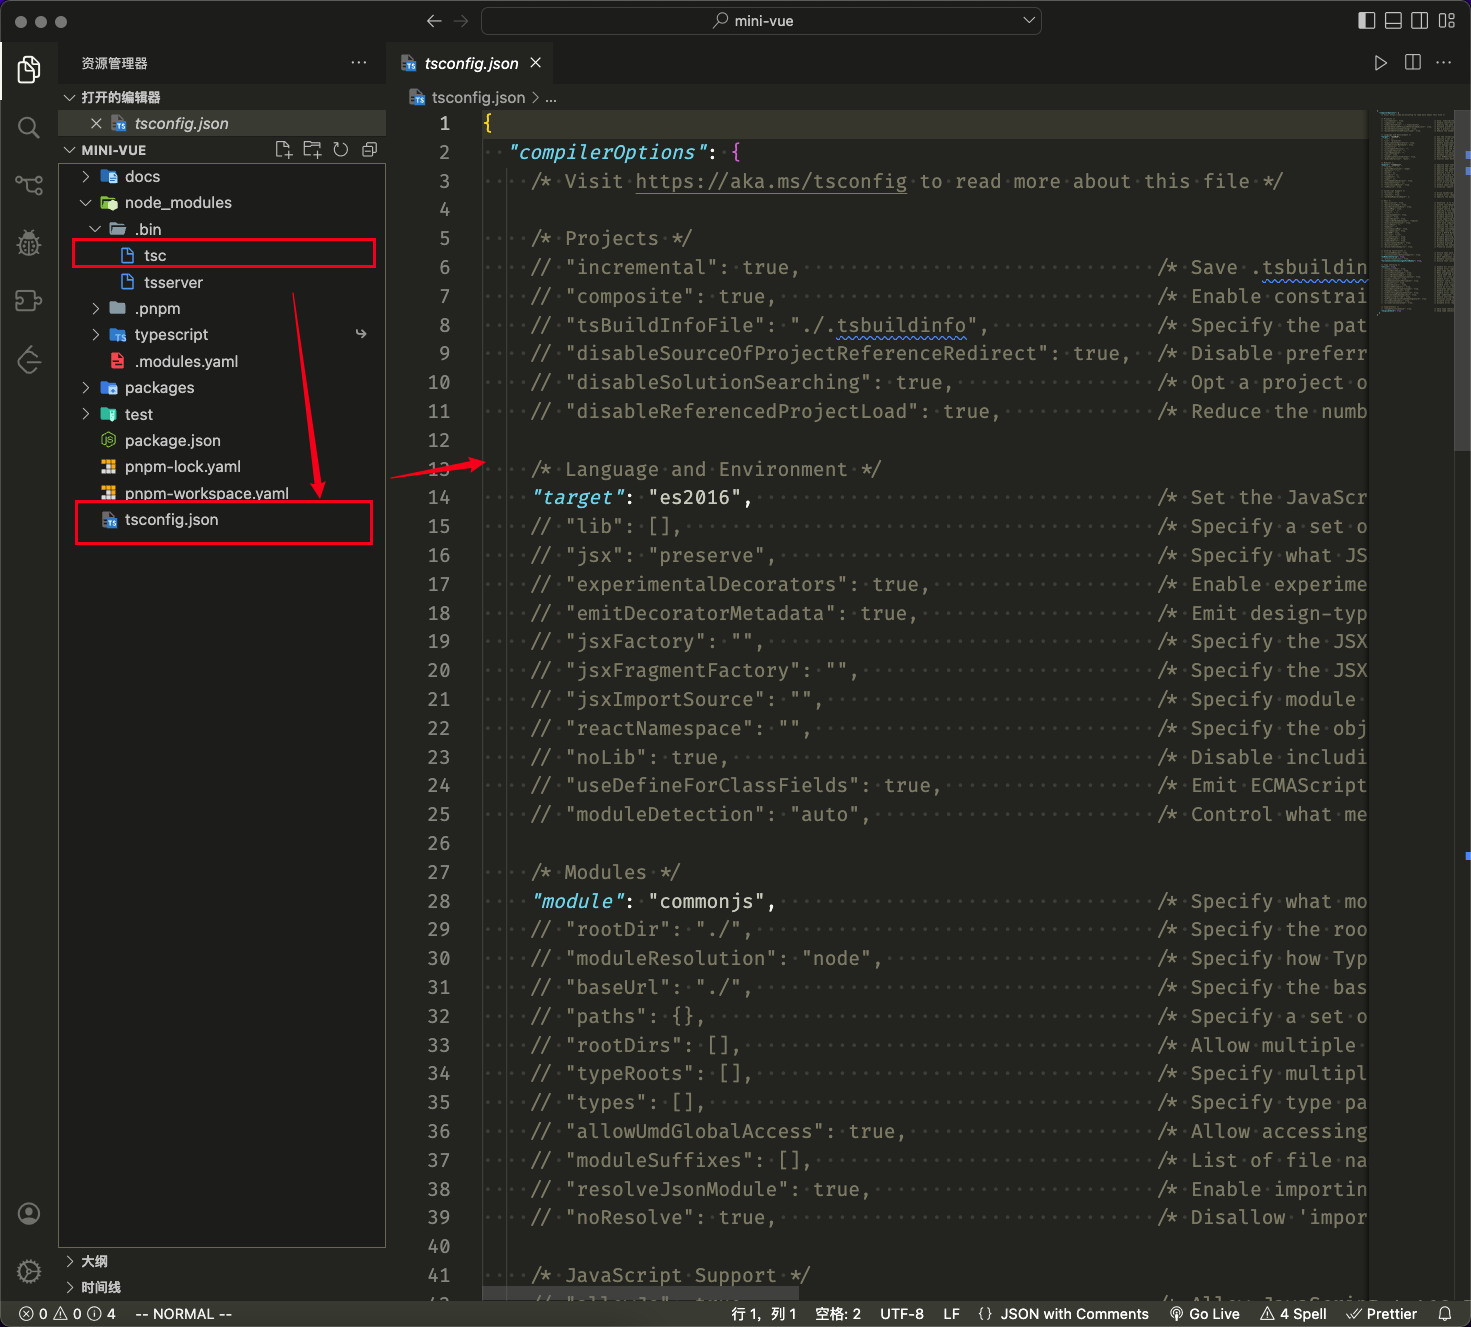 mini-vue
资源管理器
tsconfig.json
打开的编辑器
tsconfig.json
MINI-VUE
docs
node_modules
.bin
tsc
tsserver
.pnpm
typescript
.modules.yaml
packages
test
package.json
pnpm-lock.yaml
pnpm-workspace.yaml
tsconfig.json
大纲
时间线
tsconfig.json > ...
1 {
2 "compilerOptions": {
3 /* Visit https://aka.ms/tsconfig to read more about this file */
4
5 /* Projects */
6 // "incremental": true, /* Save .tsbuildin
7 // "composite": true, /* Enable constrai
8 // "tsBuildInfoFile": "./.tsbuildinfo", /* Specify the pat
9 // "disableSourceOfProjectReferenceRedirect": true, /* Disable preferr
10 // "disableSolutionSearching": true, /* Opt a project o
11 // "disableReferencedProjectLoad": true, /* Reduce the numb
12
13 /* Language and Environment */
14 "target": "es2016", /* Set the JavaScr
15 // "lib": [], /* Specify a set o
16 // "jsx": "preserve", /* Specify what JS
17 // "experimentalDecorators": true, /* Enable experime
18 // "emitDecoratorMetadata": true, /* Emit design-typ
19 // "jsxFactory": "", /* Specify the JSX
20 // "jsxFragmentFactory": "", /* Specify the JSX
21 // "jsxImportSource": "", /* Specify module
22 // "reactNamespace": "", /* Specify the obj
23 // "noLib": true, /* Disable includi
24 // "useDefineForClassFields": true, /* Emit ECMAScript
25 // "moduleDetection": "auto", /* Control what me
26
27 /* Modules */
28 "module": "commonjs", /* Specify what mo
29 // "rootDir": "./", /* Specify the roo
30 // "moduleResolution": "node", /* Specify how Typ
31 // "baseUrl": "./", /* Specify the bas
32 // "paths": {}, /* Specify a set o
33 // "rootDirs": [], /* Allow multiple
34 // "typeRoots": [], /* Specify multipl
35 // "types": [], /* Specify type pa
36 // "allowUmdGlobalAccess": true, /* Allow accessing
37 // "moduleSuffixes": [], /* List of file na
38 // "resolveJsonModule": true, /* Enable importin
39 // "noResolve": true, /* Disallow 'impor
40
41 /* JavaScript Support */
0 0 4 -- NORMAL -- 行 1，列 1 空格: 2 UTF-8 LF {} JSON with Comments Go Live 4 Spell Prettier